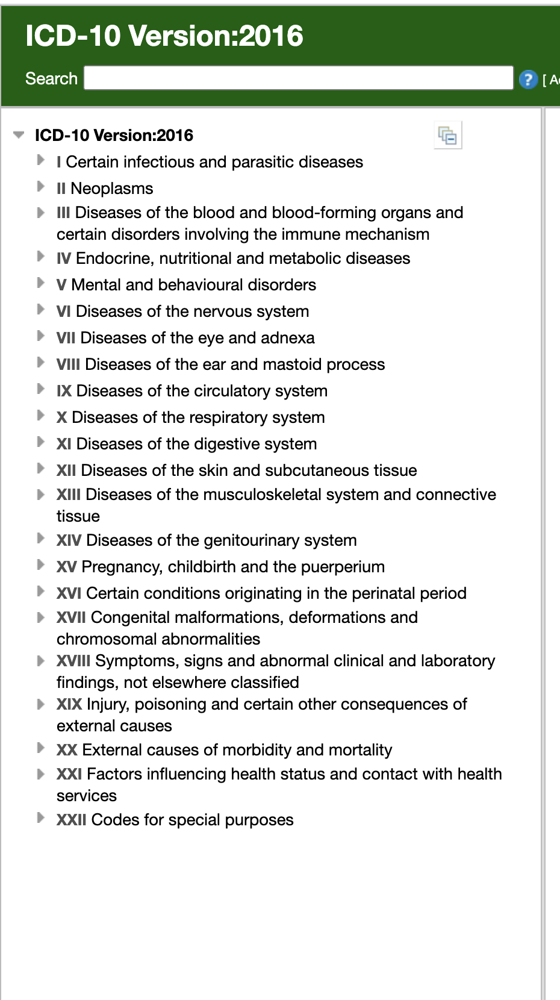 ICD-10 Version:2016
Search [ A
ICD-10 Version:2016
I Certain infectious and parasitic diseases
II Neoplasms
III Diseases of the blood and blood-forming organs and
certain disorders involving the immune mechanism
IV Endocrine, nutritional and metabolic diseases
V Mental and behavioural disorders
VI Diseases of the nervous system
VII Diseases of the eye and adnexa
VIII Diseases of the ear and mastoid process
IX Diseases of the circulatory system
X Diseases of the respiratory system
XI Diseases of the digestive system
XII Diseases of the skin and subcutaneous tissue
XIII Diseases of the musculoskeletal system and connective
tissue
XIV Diseases of the genitourinary system
XV Pregnancy, childbirth and the puerperium
XVI Certain conditions originating in the perinatal period
XVII Congenital malformations, deformations and
chromosomal abnormalities
XVIII Symptoms, signs and abnormal clinical and laboratory
findings, not elsewhere classified
XIX Injury, poisoning and certain other consequences of
external causes
XX External causes of morbidity and mortality
XXI Factors influencing health status and contact with health
services
XXII Codes for special purposes